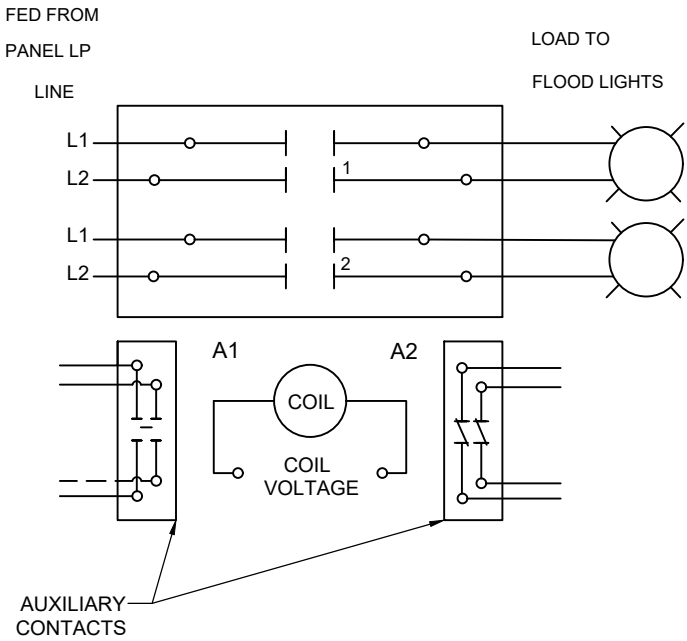 FED FROM
PANEL LP
LINE
LOAD TO
FLOOD LIGHTS
L1
L2
1
L1
L2
2
A1
A2
COIL
COIL
VOLTAGE
AUXILIARY
CONTACTS